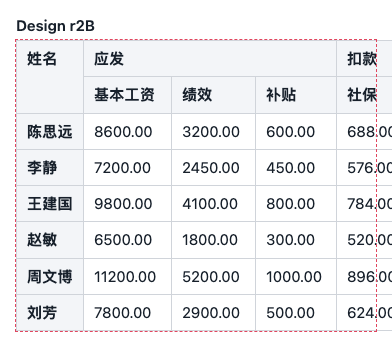 Design r2B
姓名 应发 扣款
基本工资 绩效 补贴 社保
陈思远 8600.00 3200.00 600.00 688.00
李静 7200.00 2450.00 450.00 576.00
王建国 9800.00 4100.00 800.00 784.00
赵敏 6500.00 1800.00 300.00 520.00
周文博 11200.00 5200.00 1000.00 896.00
刘芳 7800.00 2900.00 500.00 624.00